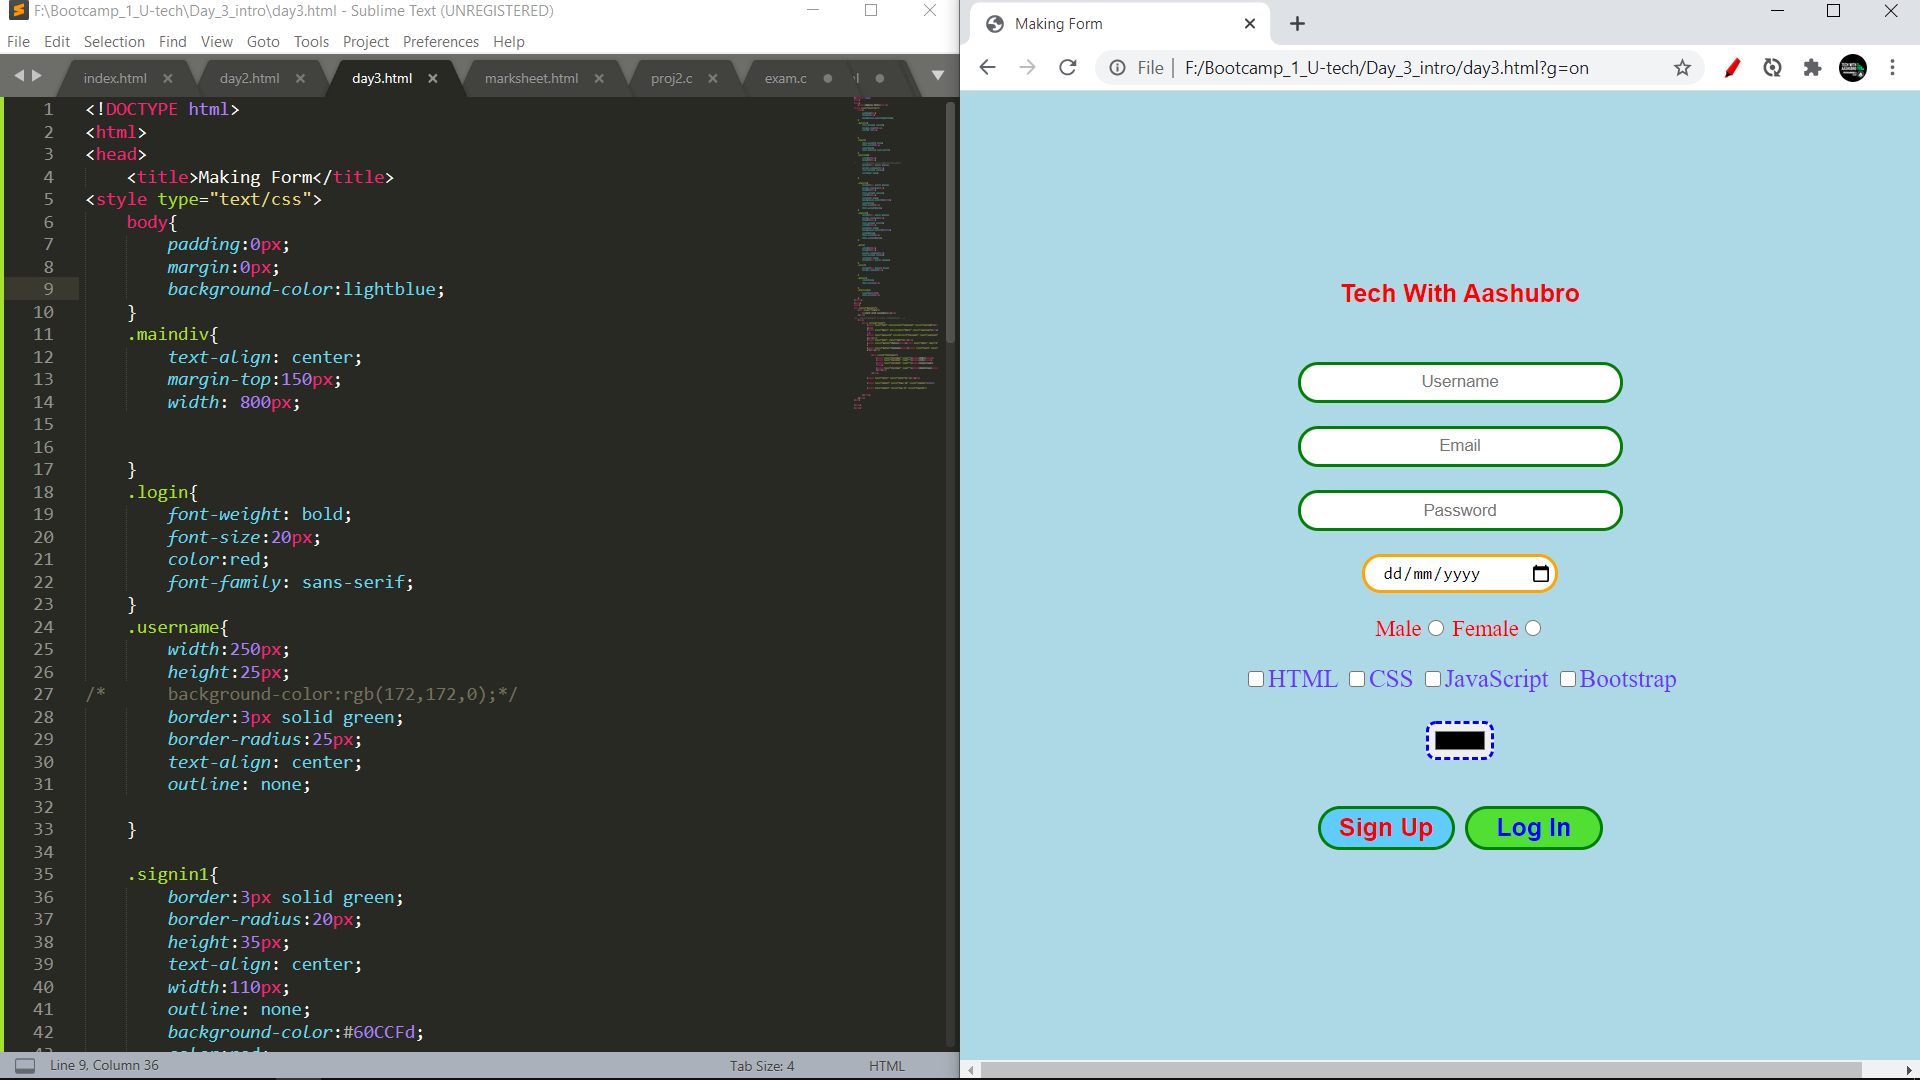 F:\Bootcamp_1_U-tech\Day_3_intro\day3.html - Sublime Text (UNREGISTERED)
File Edit Selection Find View Goto Tools Project Preferences Help
index.html day2.html day3.html marksheet.html proj2.c exam.c
1 <!DOCTYPE html>
2 <html>
3 <head>
4 <title>Making Form</title>
5 <style type="text/css">
6 body{
7 padding:0px;
8 margin:0px;
9 background-color:lightblue;
10 }
11 .maindiv{
12 text-align: center;
13 margin-top:150px;
14 width: 800px;
15
16
17 }
18 .login{
19 font-weight: bold;
20 font-size:20px;
21 color:red;
22 font-family: sans-serif;
23 }
24 .username{
25 width:250px;
26 height:25px;
27 /* background-color:rgb(172,172,0);*/
28 border:3px solid green;
29 border-radius:25px;
30 text-align: center;
31 outline: none;
32
33 }
34
35 .signin1{
36 border:3px solid green;
37 border-radius:20px;
38 height:35px;
39 text-align: center;
40 width:110px;
41 outline: none;
42 background-color:#60CCFd;
Line 9, Column 36 Tab Size: 4 HTML
Making Form
File F:/Bootcamp_1_U-tech/Day_3_intro/day3.html?g=on
Tech With Aashubro
Username
Email
Password
dd/mm/yyyy
Male Female
HTML CSS JavaScript Bootstrap
Sign Up Log In